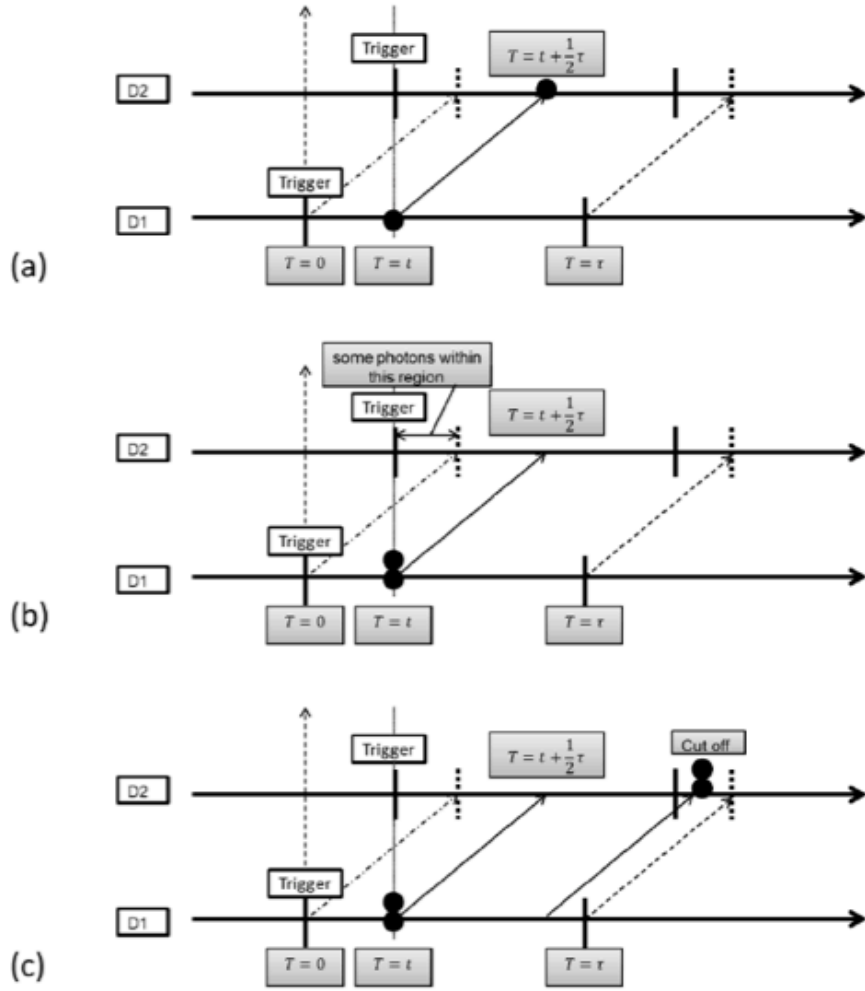 Trigger
T = t + 1/2 τ
D2
Trigger
D1
T = 0
T = t
T = τ
(a)
some photons within
this region
Trigger
T = t + 1/2 τ
D2
Trigger
D1
T = 0
T = t
T = τ
(b)
Cut off
Trigger
T = t + 1/2 τ
D2
Trigger
D1
T = 0
T = t
T = τ
(c)